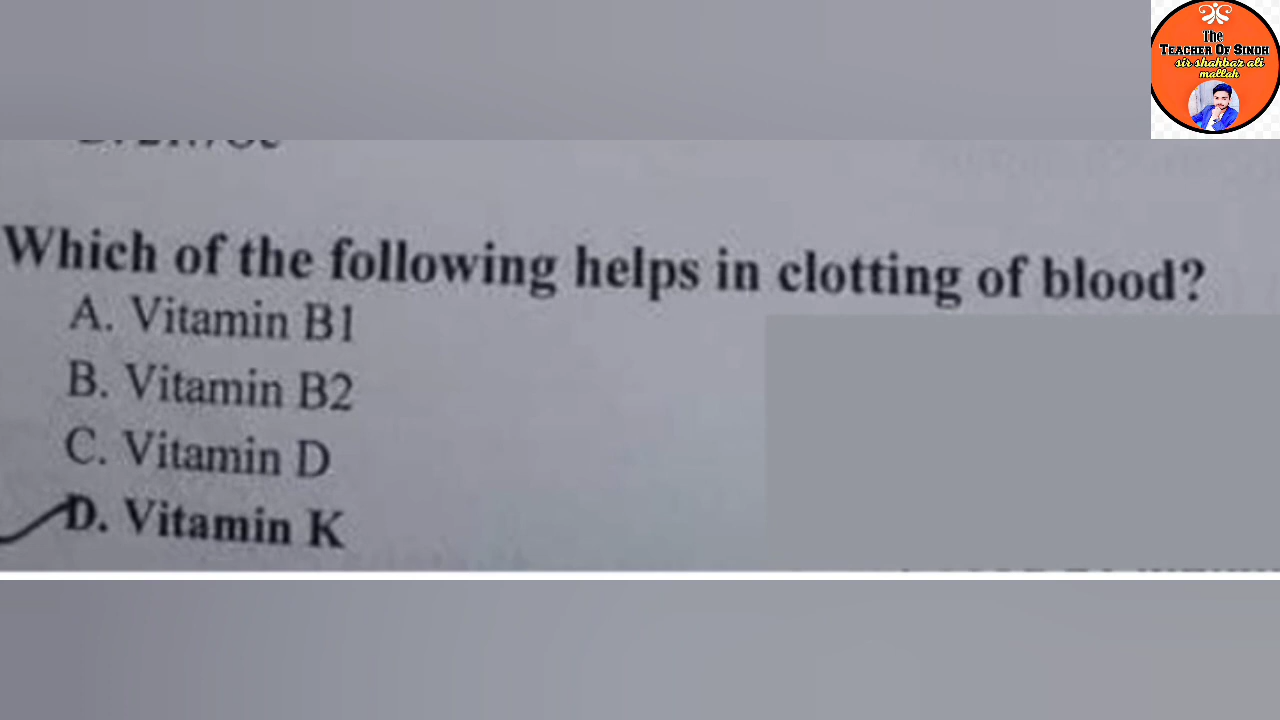 The
TEACHER OF SINDH
sir shahbaz ali
mallah
Which of the following helps in clotting of blood?
A. Vitamin B1
B. Vitamin B2
C. Vitamin D
D. Vitamin K